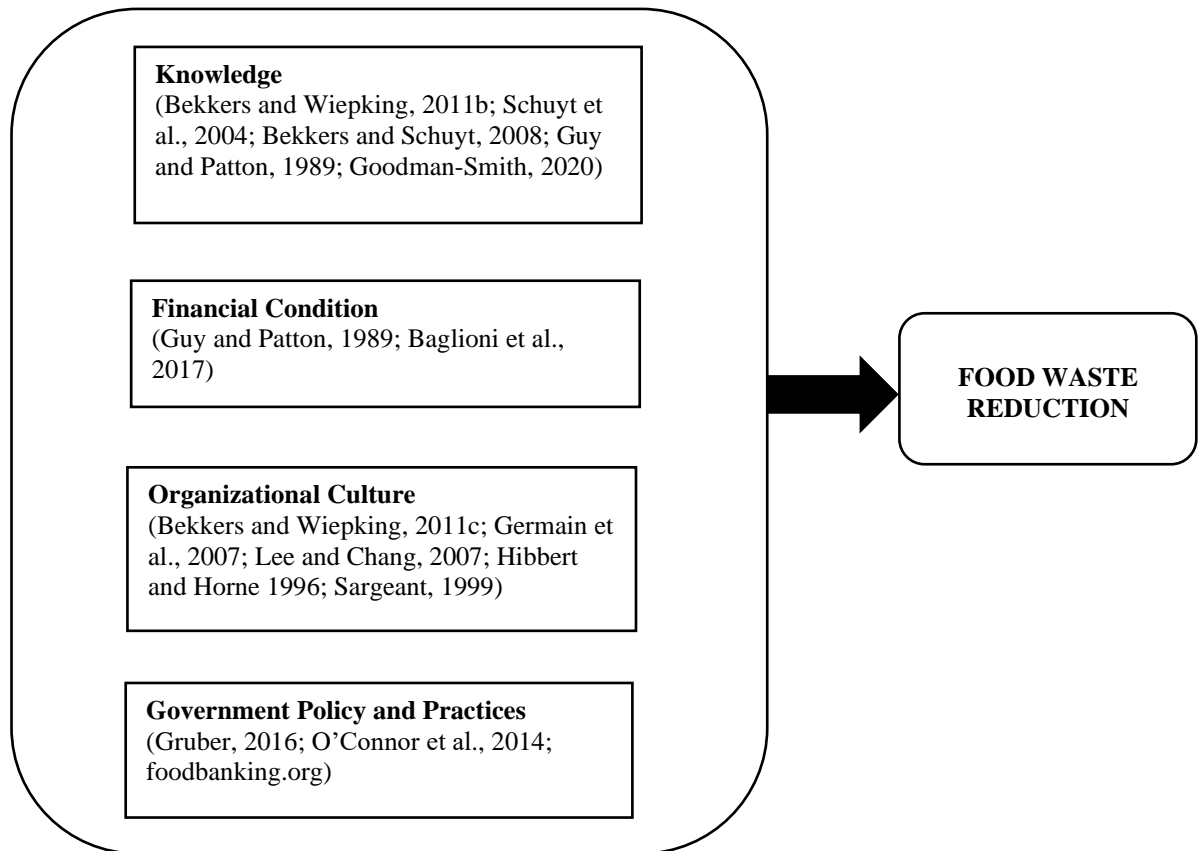 Knowledge
(Bekkers and Wiepking, 2011b; Schuyt et
al., 2004; Bekkers and Schuyt, 2008; Guy
and Patton, 1989; Goodman-Smith, 2020)
Financial Condition
(Guy and Patton, 1989; Baglioni et al.,
2017)
Organizational Culture
(Bekkers and Wiepking, 2011c; Germain et
al., 2007; Lee and Chang, 2007; Hibbert
and Horne 1996; Sargeant, 1999)
Government Policy and Practices
(Gruber, 2016; O’Connor et al., 2014;
foodbanking.org)
FOOD WASTE
REDUCTION